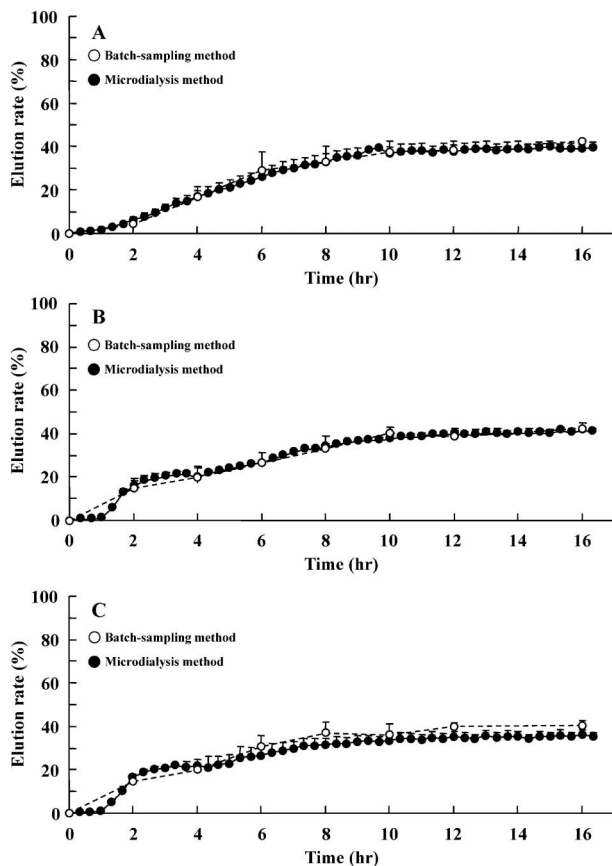 A
100
Batch-sampling method
80
Microdialysis method
60
40
20
0
Elution rate (%)
0 2 4 6 8 10 12 14 16
Time (hr)
B
100
Batch-sampling method
80
Microdialysis method
60
40
20
0
Elution rate (%)
0 2 4 6 8 10 12 14 16
Time (hr)
C
100
Batch-sampling method
80
Microdialysis method
60
40
20
0
Elution rate (%)
0 2 4 6 8 10 12 14 16
Time (hr)